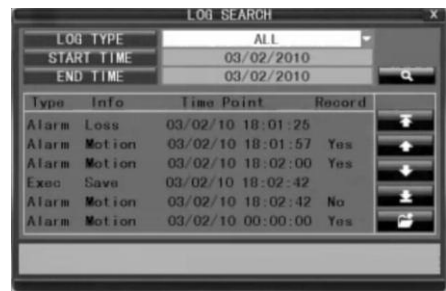 LOG SEARCH X
LOG TYPE ALL
START TIME 03/02/2010
END TIME 03/02/2010
Type Info Time Point Record
Alarm Loss 03/02/10 18:01:25
Alarm Motion 03/02/10 18:01:57 Yes
Alarm Motion 03/02/10 18:02:00 Yes
Exec Save 03/02/10 18:02:42
Alarm Motion 03/02/10 18:02:42 No
Alarm Motion 03/02/10 00:00:00 Yes